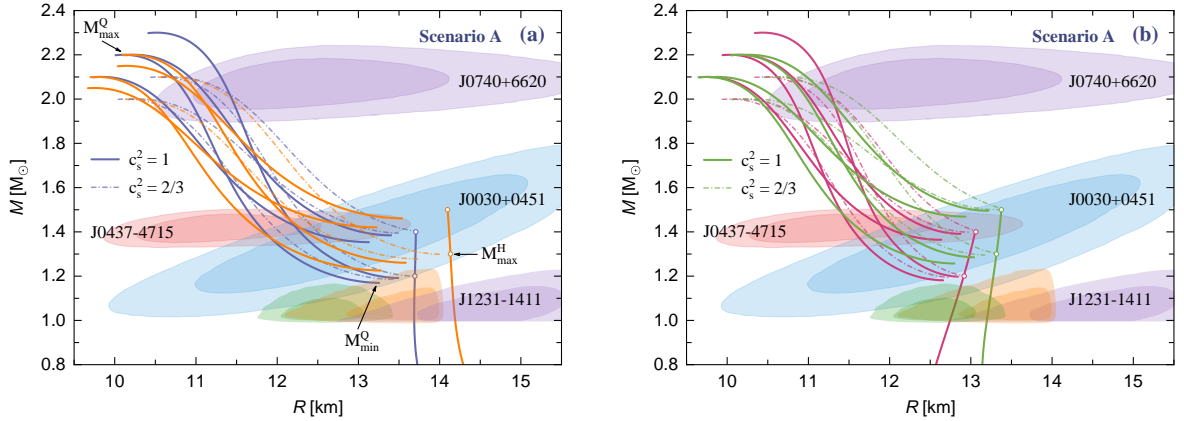 M^Q_max
Scenario A (a)
J0740+6620
c_s^2 = 1
c_s^2 = 2/3
J0030+0451
J0437-4715
M^H_max
J1231-1411
M^Q_min
2.4
2.2
2.0
1.8
1.6
1.4
1.2
1.0
0.8
M [M_⊙]
10 11 12 13 14 15
R [km]
Scenario A (b)
J0740+6620
c_s^2 = 1
c_s^2 = 2/3
J0030+0451
J0437-4715
J1231-1411
2.4
2.2
2.0
1.8
1.6
1.4
1.2
1.0
0.8
M [M_⊙]
10 11 12 13 14 15
R [km]